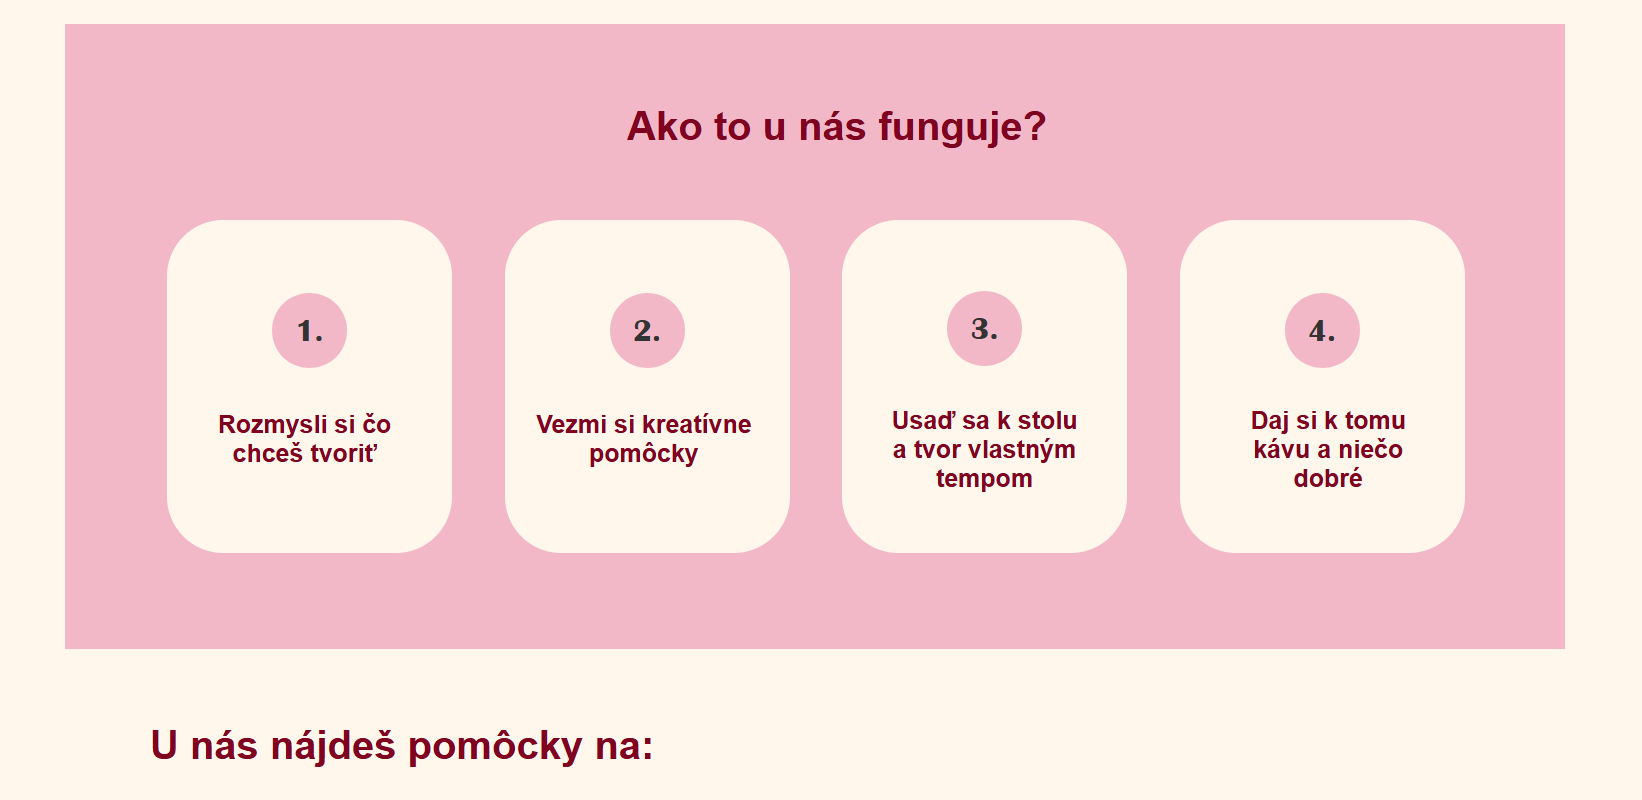 Ako to u nás funguje?
1.
Rozmysli si čo
chceš tvoriť
2.
Vezmi si kreatívne
pomôcky
3.
Usaď sa k stolu
a tvor vlastným
tempom
4.
Daj si k tomu
kávu a niečo
dobré
U nás nájdeš pomôcky na: